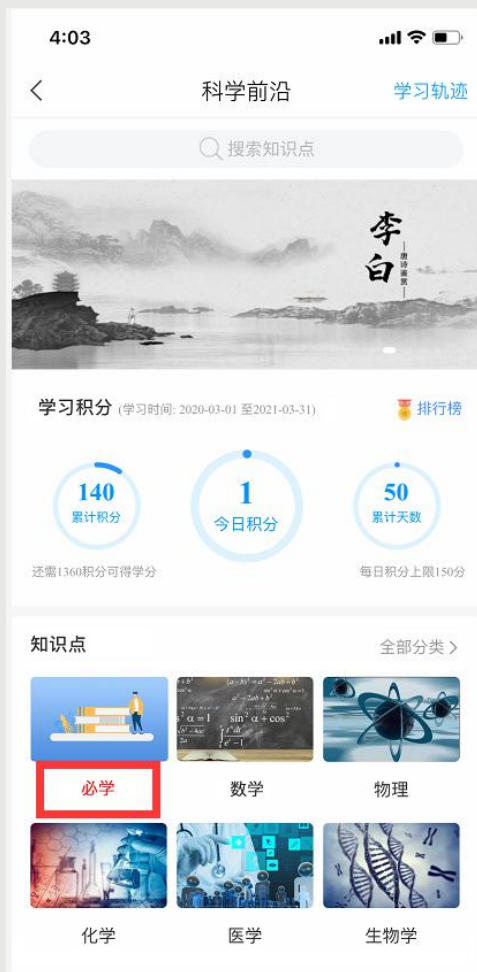 4:03
科学前沿
学习轨迹
搜索知识点
李白
唐诗鉴赏
学习积分 (学习时间: 2020-03-01 至2021-03-31)
排行榜
140
累计积分
1
今日积分
50
累计天数
还需1360积分可得学分
每日积分上限150分
知识点
全部分类
必学
数学
物理
化学
医学
生物学